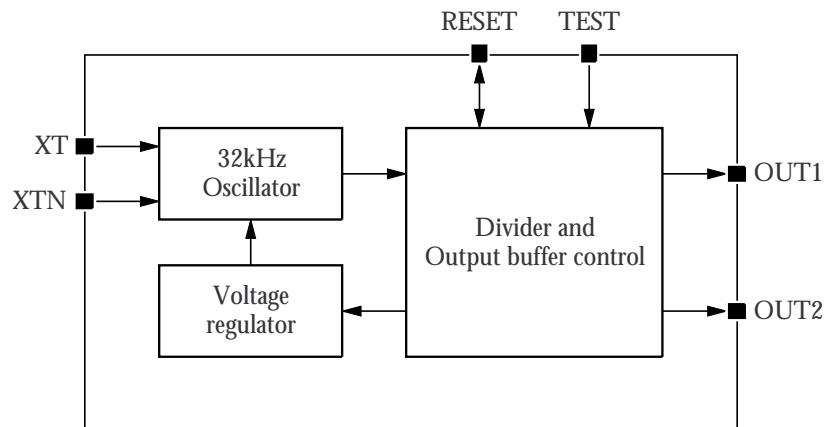 RESET TEST
XT
XTN
32kHz
Oscillator
OUT1
Divider and
Output buffer control
Voltage
regulator
OUT2